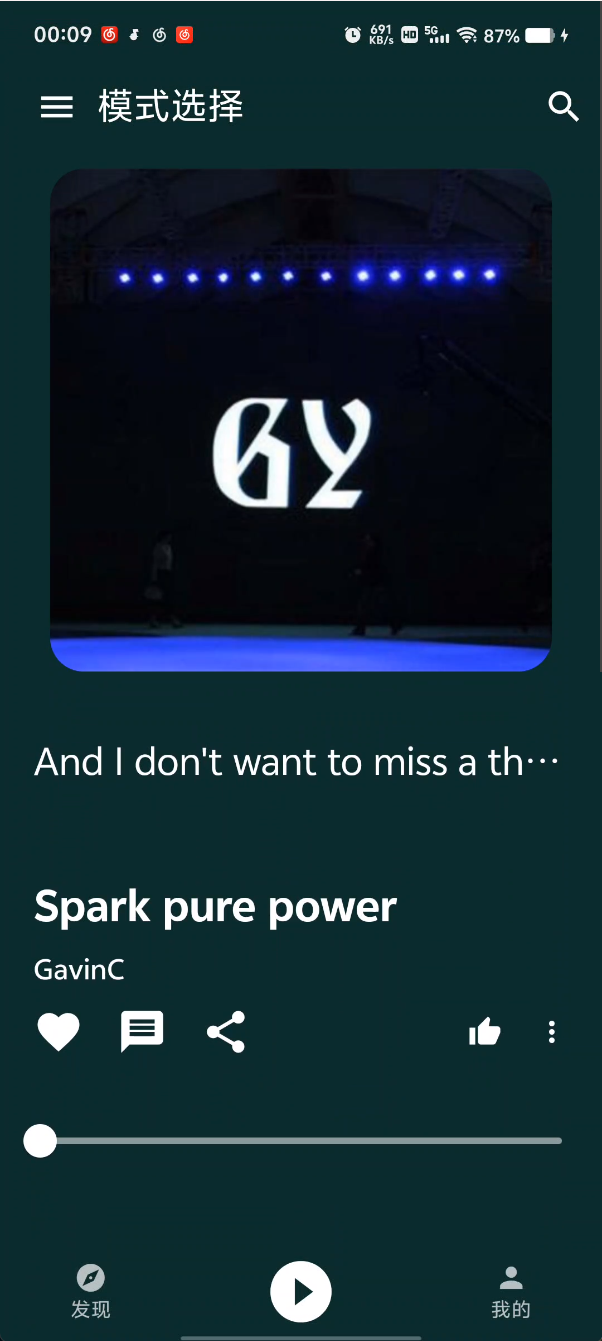 00:09
691
KB/s
HD
5G
87%
模式选择
GY
And I don't want to miss a th···
Spark pure power
GavinC
发现
我的